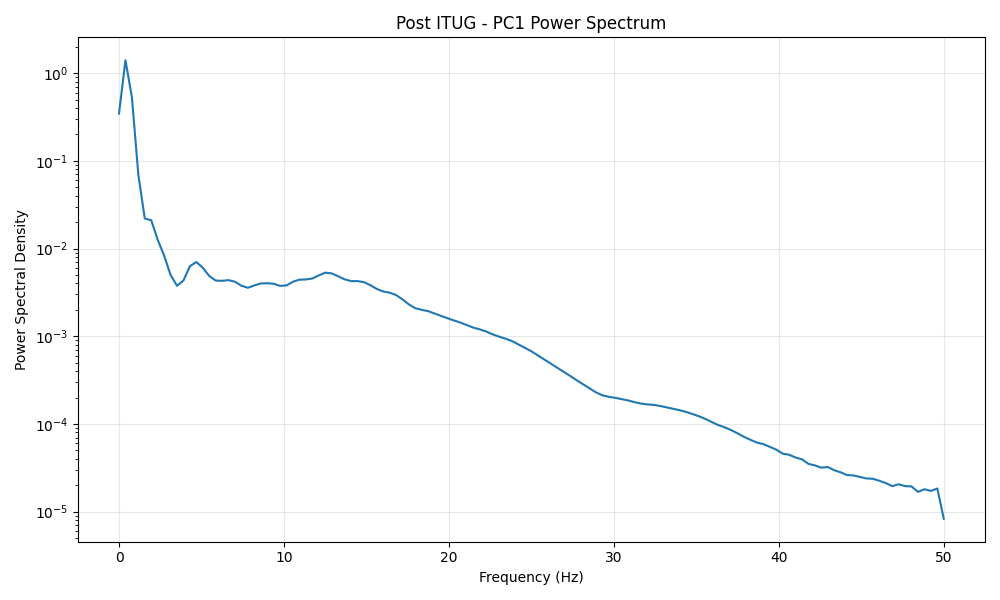 Post ITUG - PC1 Power Spectrum
Power Spectral Density
10⁰
10⁻¹
10⁻²
10⁻³
10⁻⁴
10⁻⁵
0 10 20 30 40 50
Frequency (Hz)